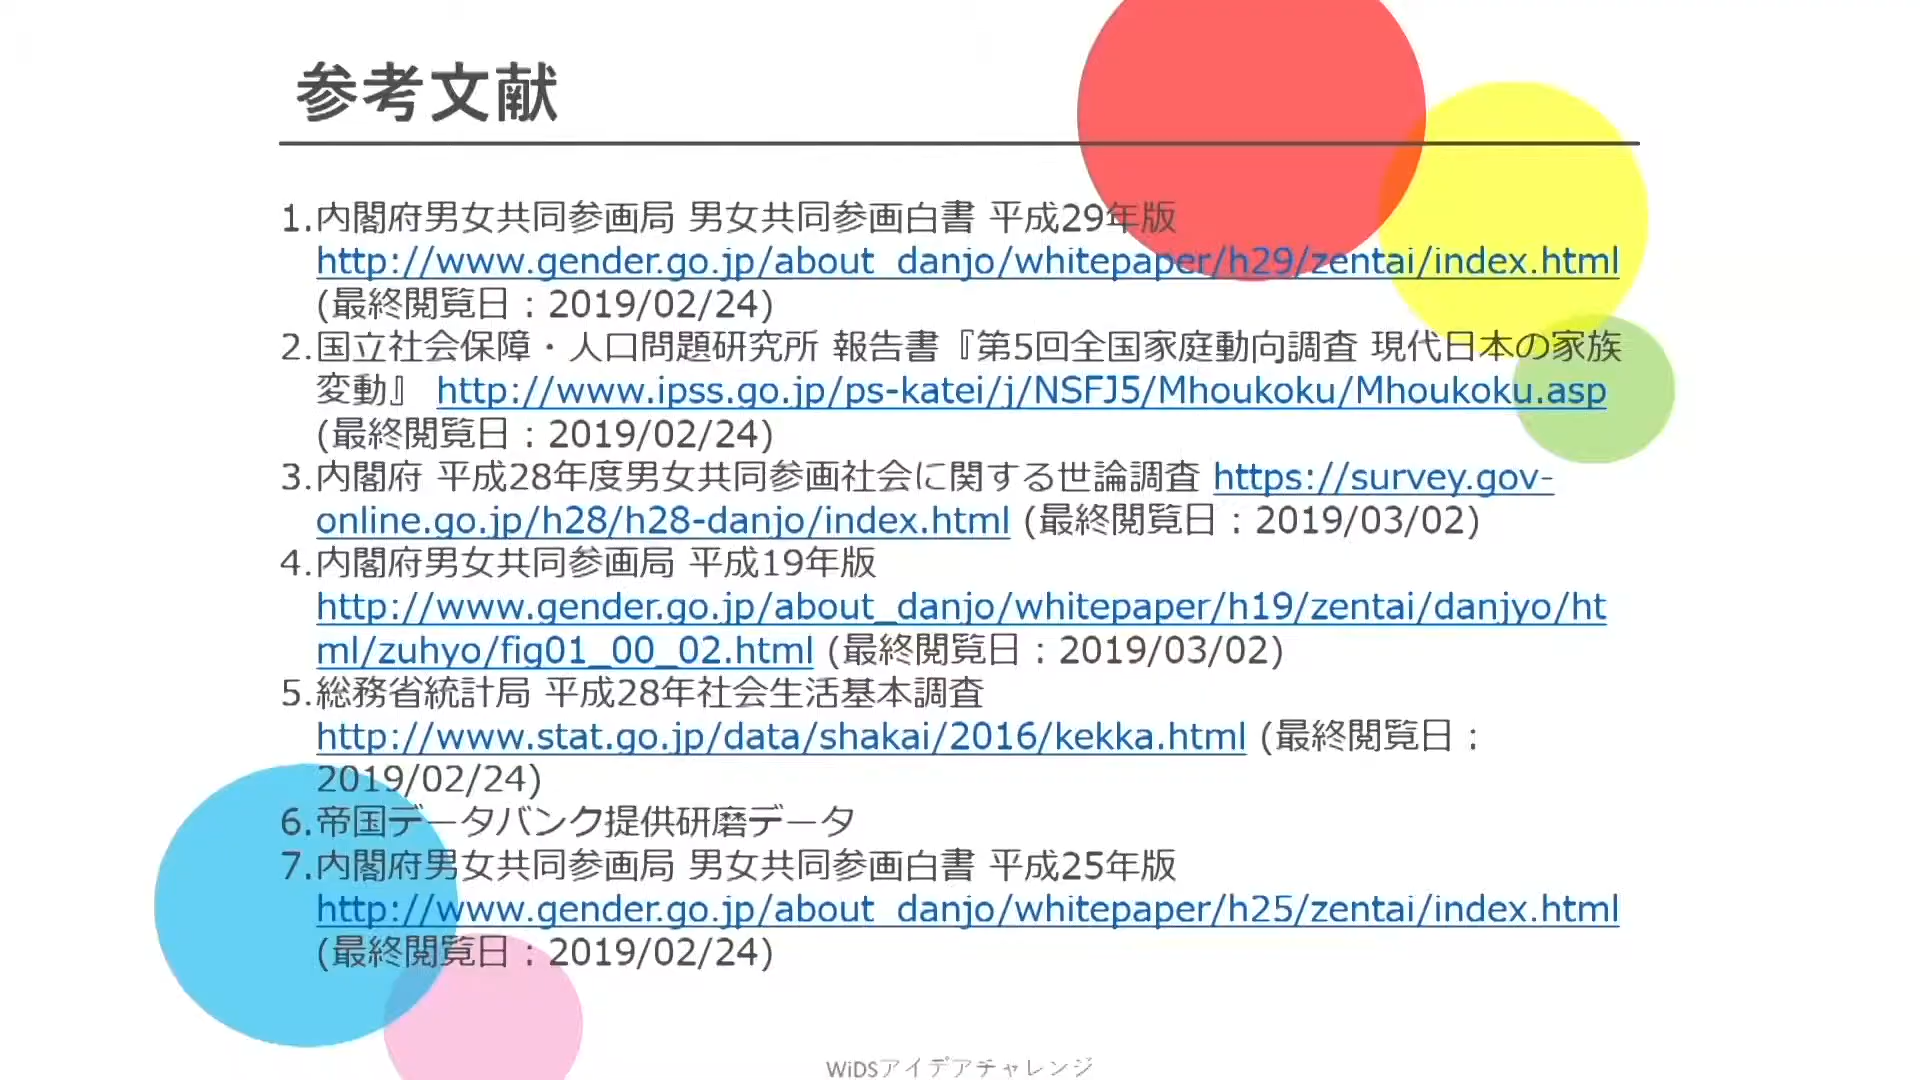 参考文献
1.内閣府男女共同参画局 男女共同参画白書 平成29年版
http://www.gender.go.jp/about_danjo/whitepaper/h29/zentai/index.html
(最終閲覧日：2019/02/24)
2.国立社会保障・人口問題研究所 報告書『第5回全国家庭動向調査 現代日本の家族
変動』 http://www.ipss.go.jp/ps-katei/j/NSFJ5/Mhoukoku/Mhoukoku.asp
(最終閲覧日：2019/02/24)
3.内閣府 平成28年度男女共同参画社会に関する世論調査 https://survey.gov-
online.go.jp/h28/h28-danjo/index.html (最終閲覧日：2019/03/02)
4.内閣府男女共同参画局 平成19年版
http://www.gender.go.jp/about_danjo/whitepaper/h19/zentai/danjyo/ht
ml/zuhyo/fig01_00_02.html (最終閲覧日：2019/03/02)
5.総務省統計局 平成28年社会生活基本調査
http://www.stat.go.jp/data/shakai/2016/kekka.html (最終閲覧日：
2019/02/24)
6.帝国データバンク提供研磨データ
7.内閣府男女共同参画局 男女共同参画白書 平成25年版
http://www.gender.go.jp/about_danjo/whitepaper/h25/zentai/index.html
(最終閲覧日：2019/02/24)
WiDSアイデアチャレンジ